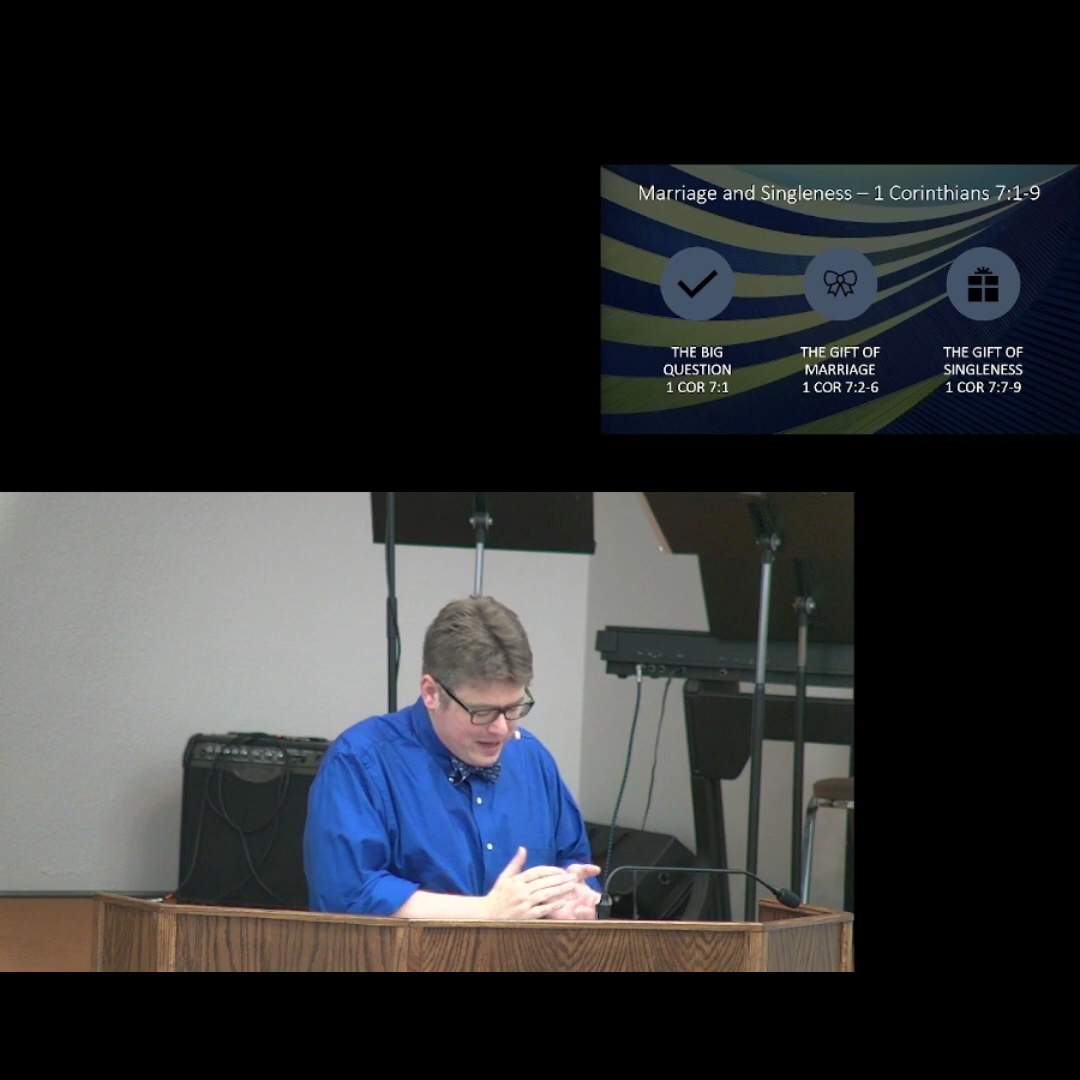 Marriage and Singleness – 1 Corinthians 7:1-9
THE BIG
QUESTION
1 COR 7:1
THE GIFT OF
MARRIAGE
1 COR 7:2-6
THE GIFT OF
SINGLENESS
1 COR 7:7-9